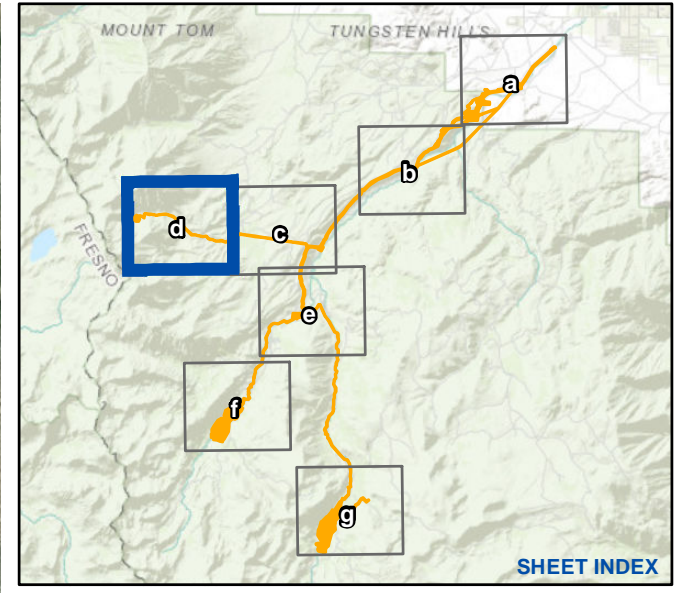 MOUNT TOM
TUNGSTEN HILLS
a
b
d
c
FRESNO
e
f
g
SHEET INDEX